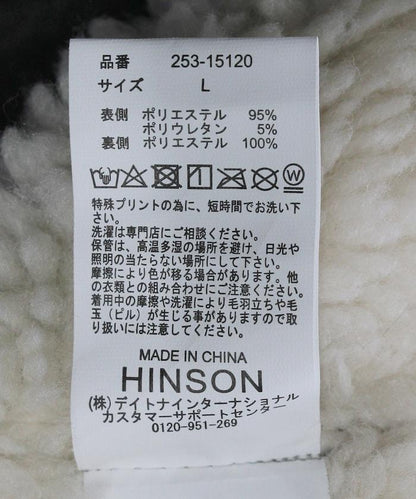 品番 253-15120
サイズ L
表側 ポリエステル 95%
ポリウレタン 5%
裏側 ポリエステル 100%
特殊プリントの為に、短時間でお洗い下
さい。
洗濯は専門店にご相談ください。
保管は、高温多湿の場所を避け、日光や
照明の当たらない場所にして下さい。
摩擦により色が移る場合があります。他
の衣類との組み合わせにご注意ください。
着用中の摩擦や洗濯により毛羽立ちや毛
玉(ピル)が生じる事がありますので取
り扱いには注意してください。
MADE IN CHINA
HINSON
(株)デイトナインターナショナル
カスタマーサポートセンター
0120-951-269